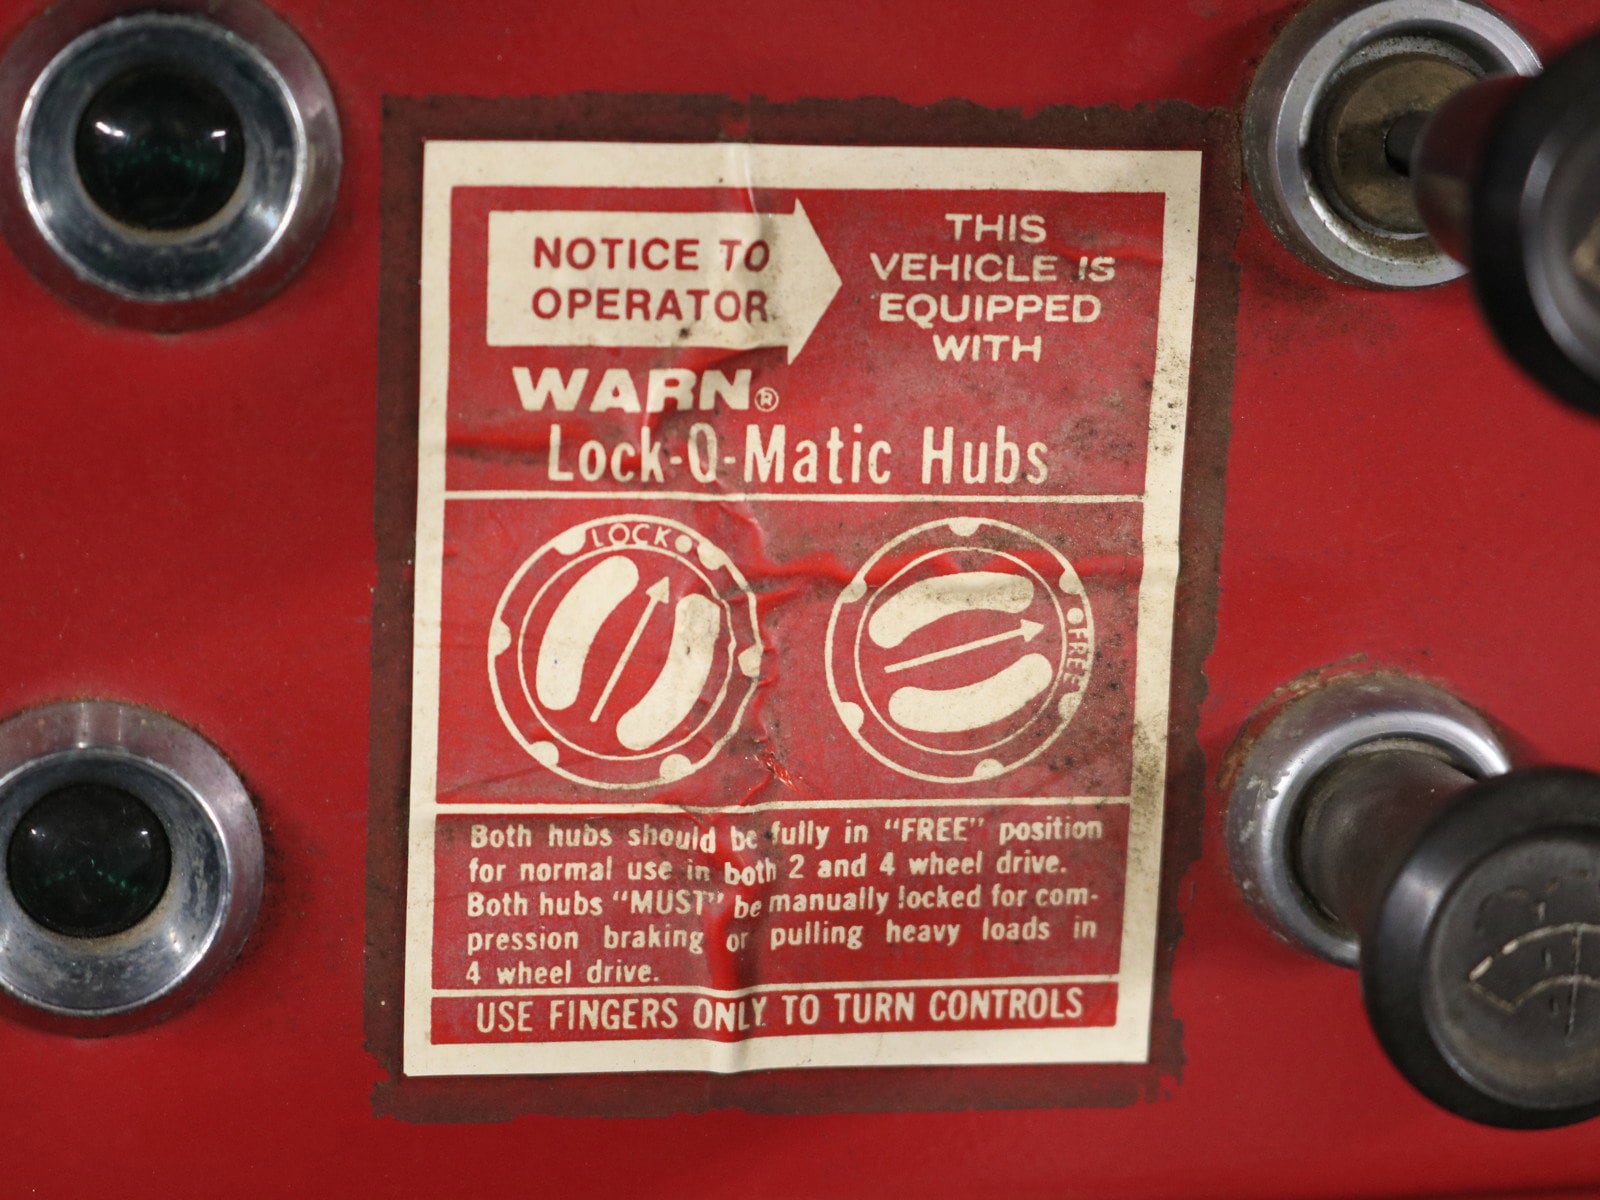 NOTICE TO
OPERATOR
THIS
VEHICLE IS
EQUIPPED
WITH
WARN®
Lock-O-Matic Hubs
LOCK
FREE
Both hubs should be fully in “FREE” position
for normal use in both 2 and 4 wheel drive.
Both hubs “MUST” be manually locked for com-
pression braking or pulling heavy loads in
4 wheel drive.
USE FINGERS ONLY TO TURN CONTROLS